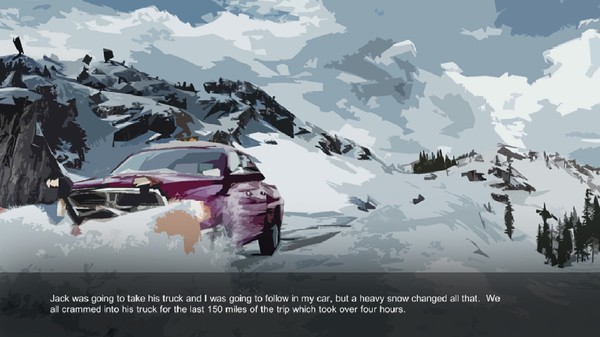 Jack was going to take his truck and I was going to follow in my car, but a heavy snow changed all that.  We
all crammed into his truck for the last 150 miles of the trip which took over four hours.